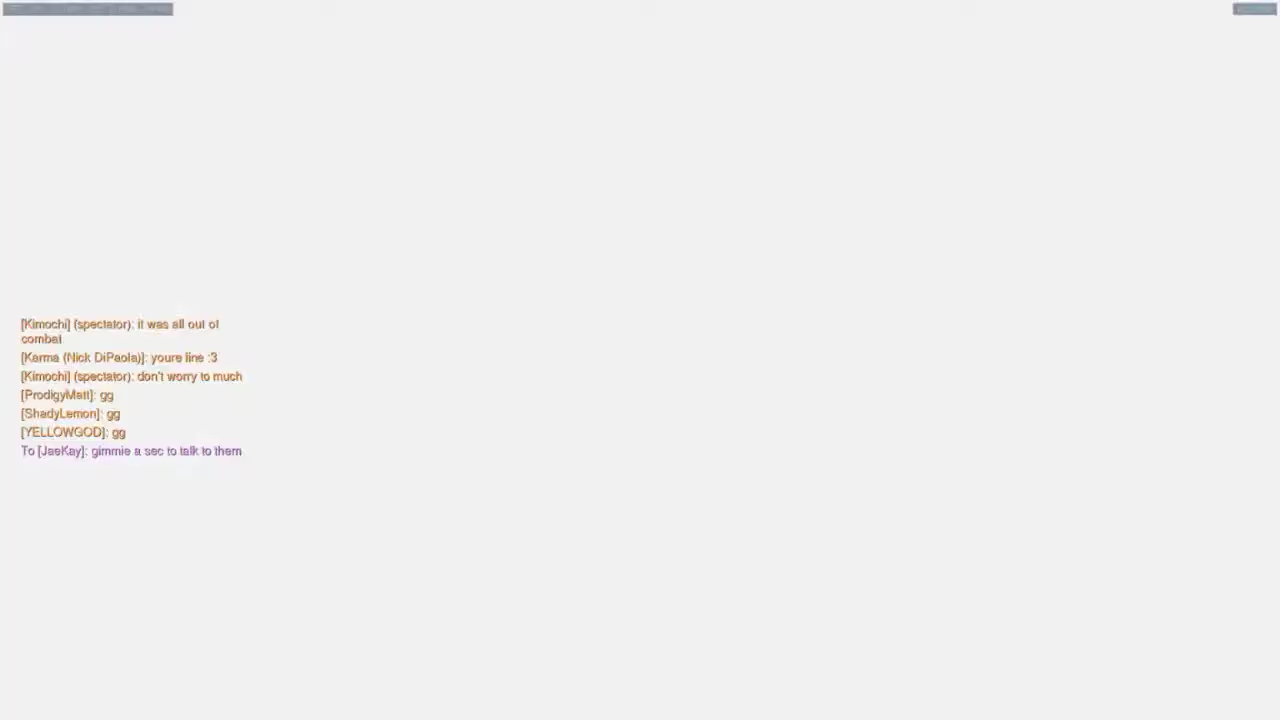 [Kimochi] (spectator): it was all out of
combat
[Karma (Nick DiPaola)]: youre line :3
[Kimochi] (spectator): don't worry to much
[ProdigyMatt]: gg
[ShadyLemon]: gg
[YELLOWGOD]: gg
To [JaeKay]: gimmie a sec to talk to them